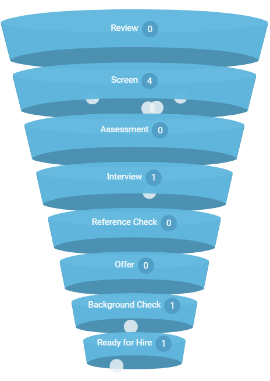 Review 0
Screen 4
Assessment 0
Interview 1
Reference Check 0
Offer 0
Background Check 1
Ready for Hire 1